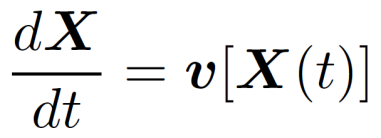 d𝑿/dt = 𝒗[𝑿(t)]